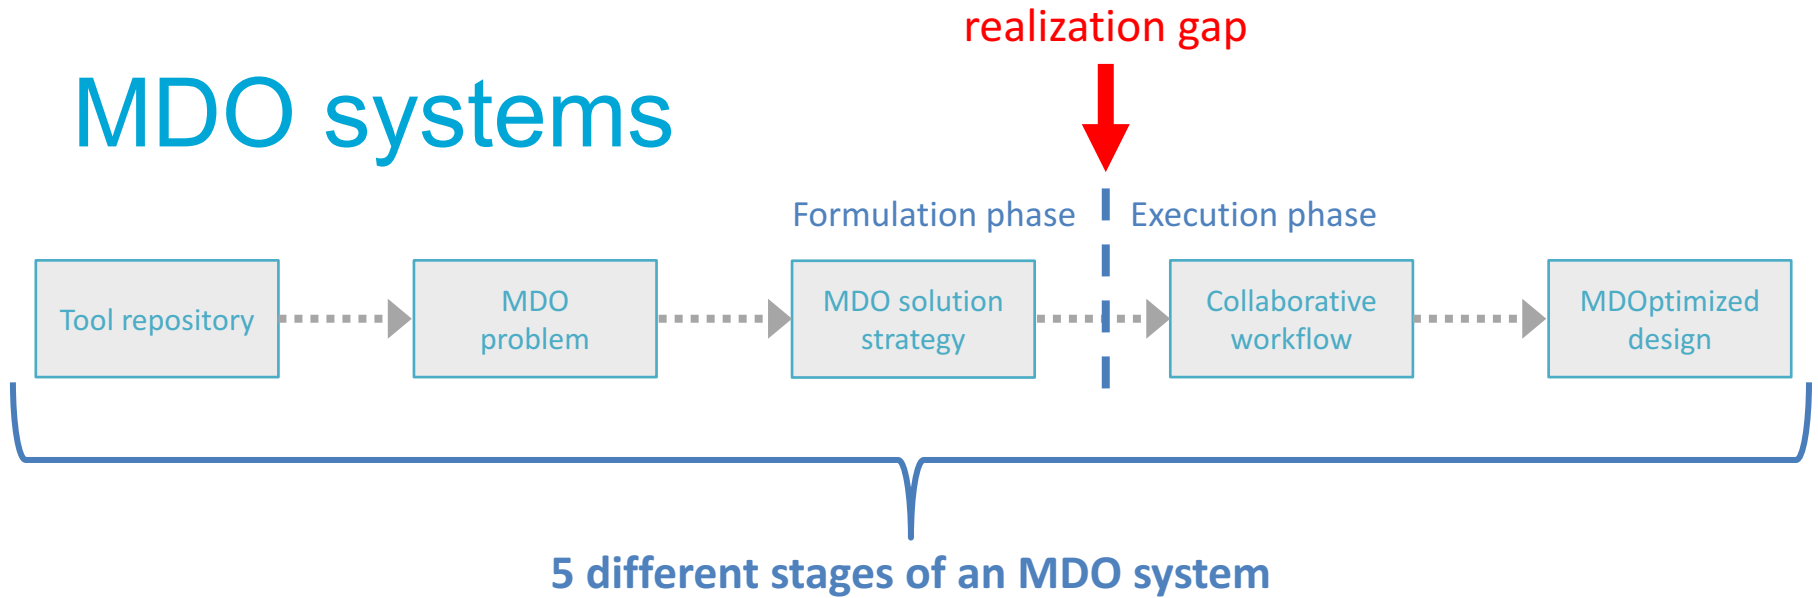 realization gap
MDO systems
Formulation phase
Execution phase
Tool repository
MDO
problem
MDO solution
strategy
Collaborative
workflow
MDOptimized
design
5 different stages of an MDO system